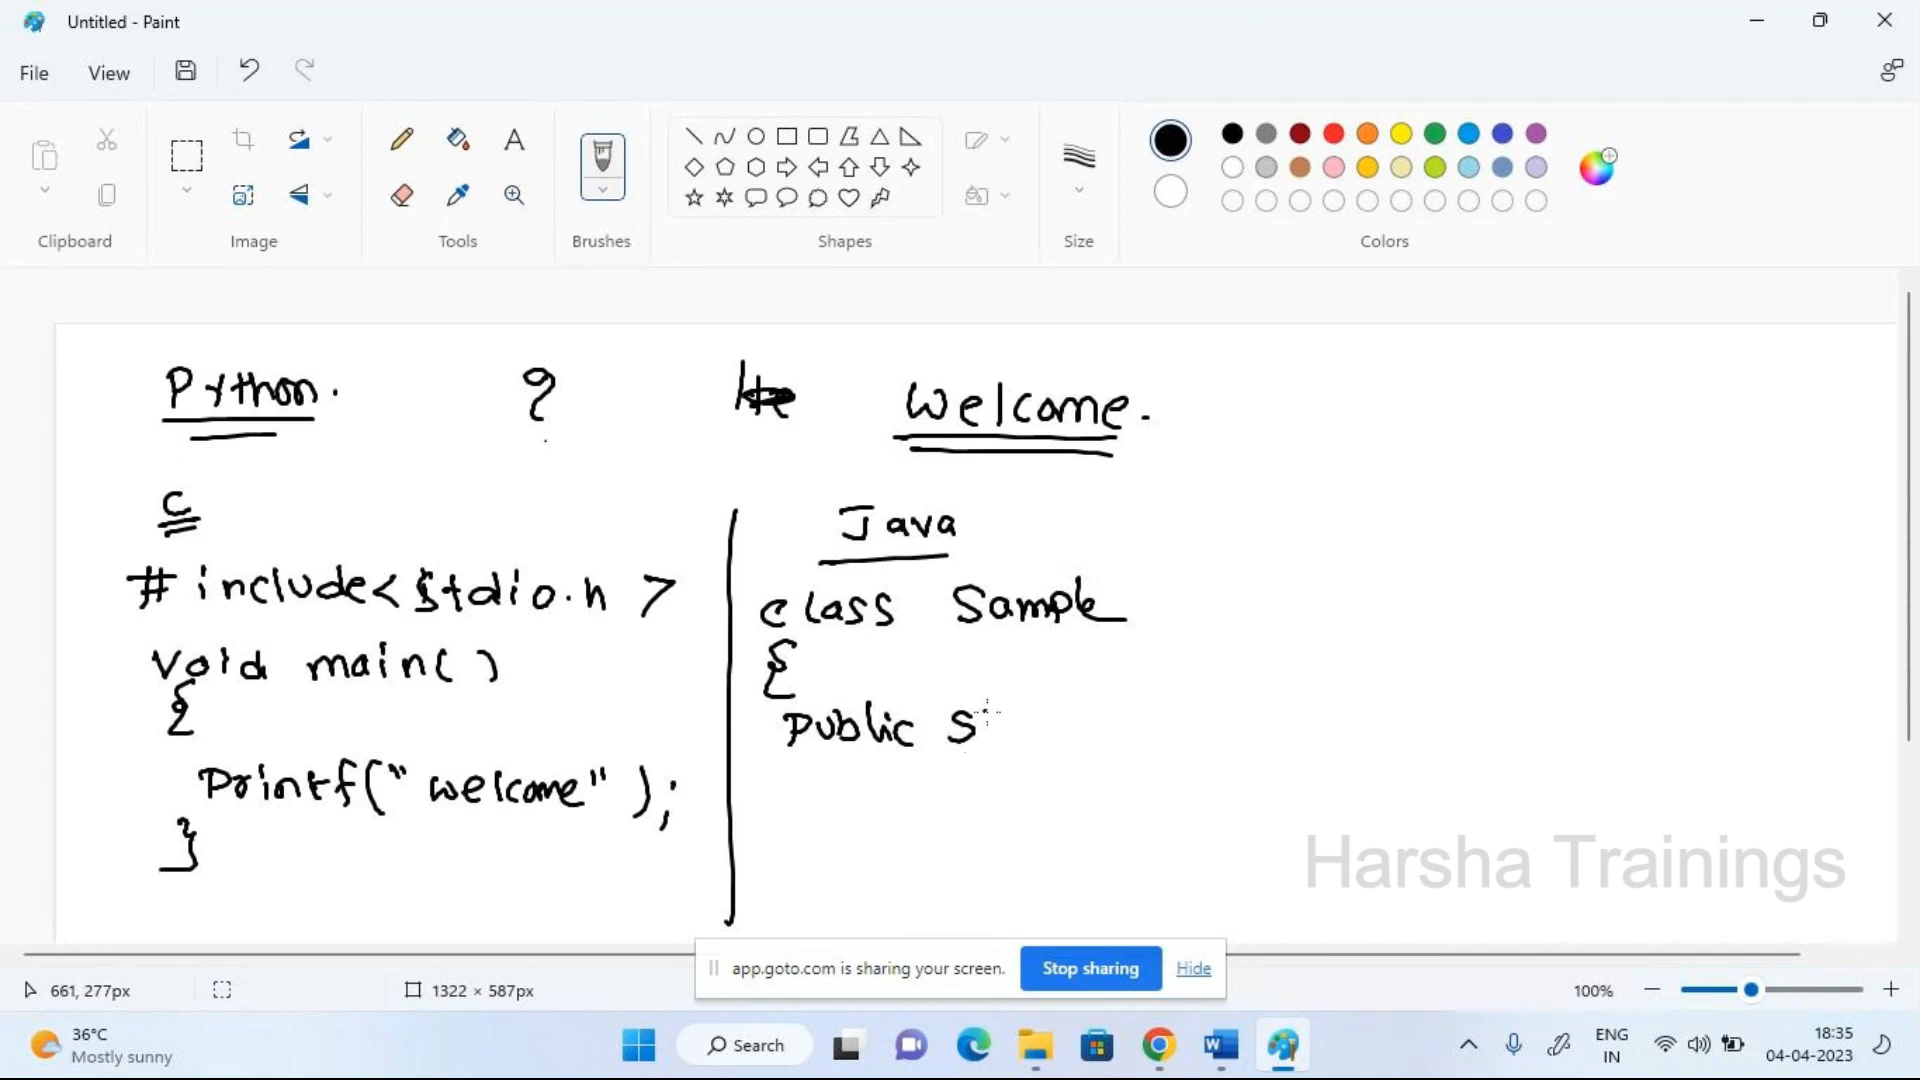 Untitled - Paint
File View
Clipboard Image Tools Brushes Shapes Size Colors
Python. ? Welcome.
C
#include<stdio.h>
void main()
{
Printf("welcome");
}
Java
class Sample
{
Public S
Harsha Trainings
app.goto.com is sharing your screen. Stop sharing Hide
661, 277px 1322 × 587px 100%
36°C
Mostly sunny
Search
ENG
IN
18:35
04-04-2023